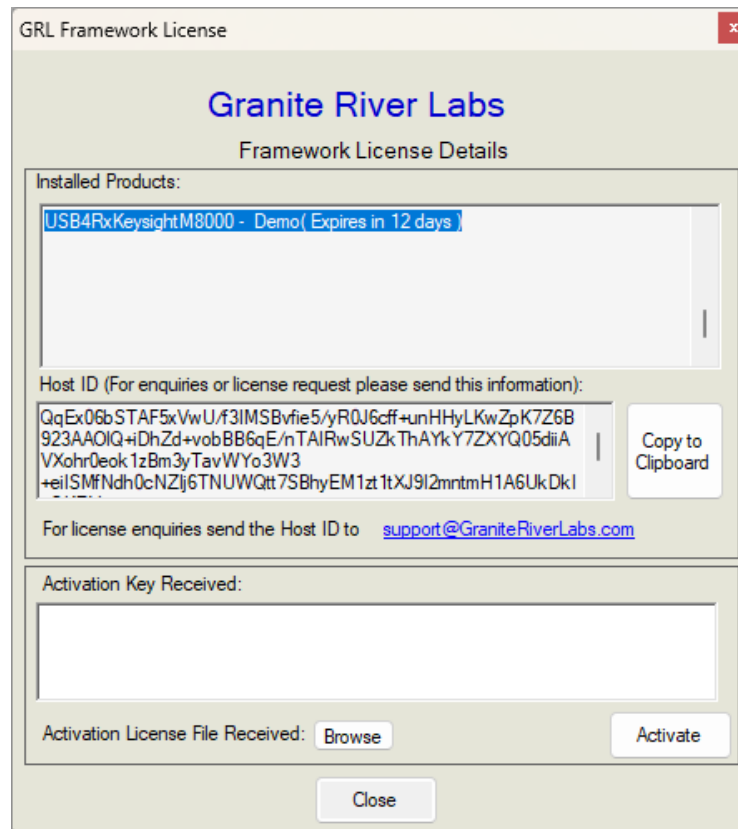 GRL Framework License
x
Granite River Labs
Framework License Details
Installed Products:
USB4RxKeysightM8000 -  Demo( Expires in  12 days )
Host ID (For enquiries or license request please send this information):
QqEx06bSTAF5xVwU/f3IMSBvfie5/yR0J6cff+unHHyLKwZpK7Z6B
923AAOIQ+iDhZd+vobBB6qE/nTAIRwSUZkThAYkY7ZXYQ05diiA
VXohr0eok1zBm3yTavWYo3W3
+eiISMfNdh0cNZIj6TNUWQtt7SBhyEM1zt1tXJ9I2mntmH1A6UkDkI
Copy to
Clipboard
For license enquiries send the Host ID to support@GraniteRiverLabs.com
Activation Key Received:
Activation License File Received: Browse
Activate
Close